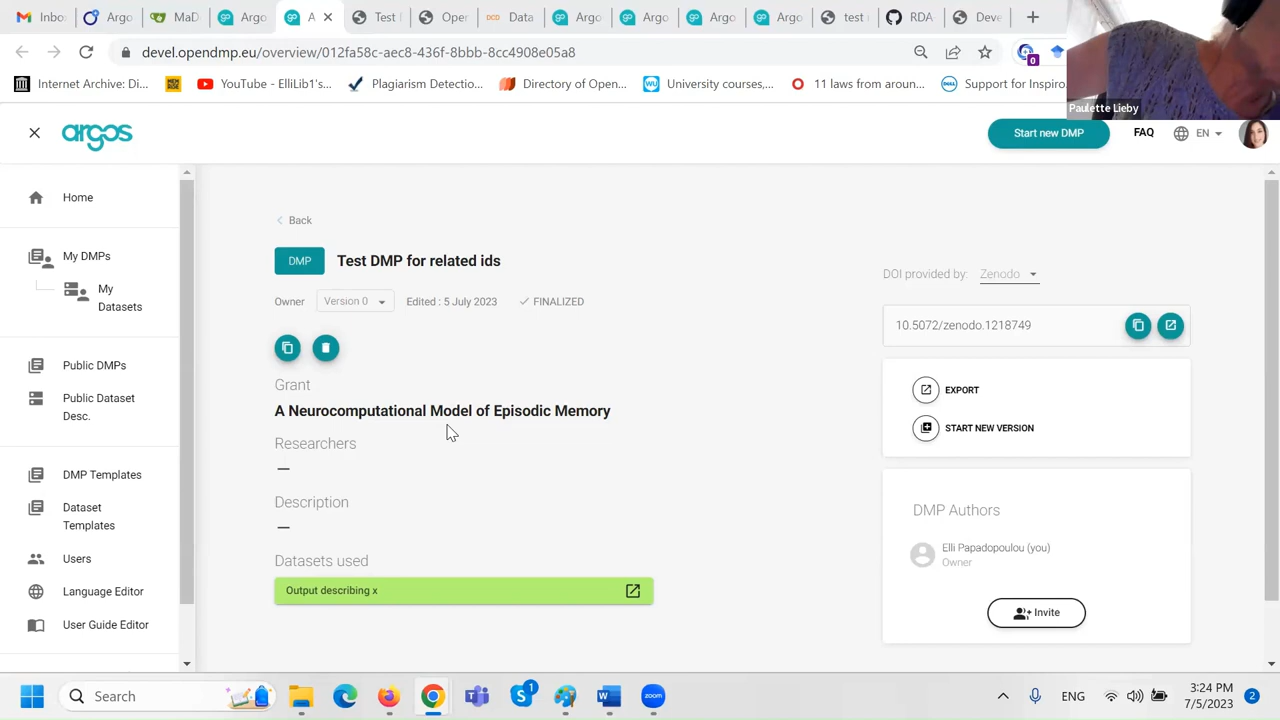 Inbo
Argo
MaD
Argo
A
Test I
Oper
Data
Argo
Argo
Argo
Argo
test r
RDA
Deve
devel.opendmp.eu/overview/012fa58c-aec8-436f-8bbb-8cc4908e05a8
0
Internet Archive: Dig...
YouTube - ElliLib1's...
Plagiarism Detectio...
Directory of Open...
University courses,...
11 laws from aroun...
Support for Inspiro
Paulette Lieby
argos
Start new DMP
FAQ
EN
Home
My DMPs
My
Datasets
Public DMPs
Public Dataset
Desc.
DMP Templates
Dataset
Templates
Users
Language Editor
User Guide Editor
Back
DMP
Test DMP for related ids
Owner
Version 0
Edited : 5 July 2023
FINALIZED
Grant
A Neurocomputational Model of Episodic Memory
Researchers
—
Description
—
Datasets used
Output describing x
DOI provided by: Zenodo
10.5072/zenodo.1218749
EXPORT
START NEW VERSION
DMP Authors
Elli Papadopoulou (you)
Owner
Invite
Search
1
zoom
ENG
3:24 PM
7/5/2023
2